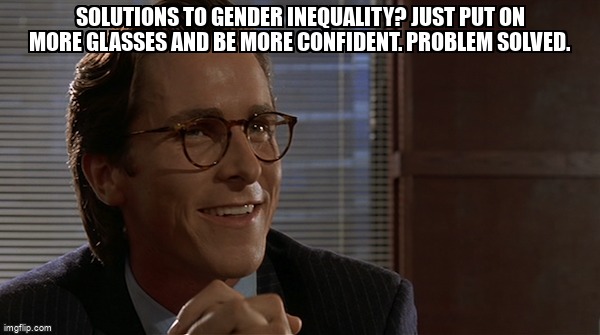 SOLUTIONS TO GENDER INEQUALITY? JUST PUT ON
MORE GLASSES AND BE MORE CONFIDENT. PROBLEM SOLVED.
imgflip.com